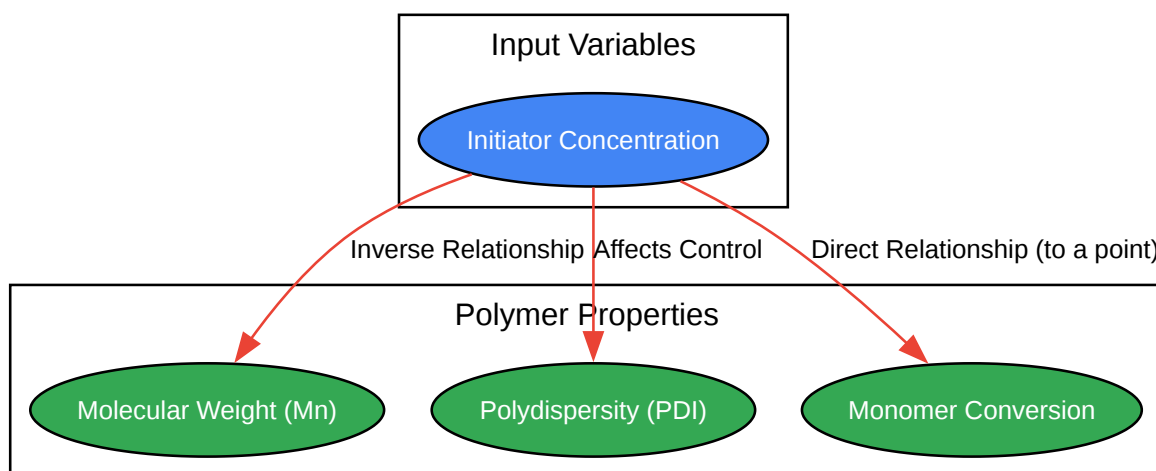 Input Variables
Initiator Concentration
Inverse Relationship
Affects Control
Direct Relationship (to a point)
Polymer Properties
Molecular Weight (Mn)
Polydispersity (PDI)
Monomer Conversion